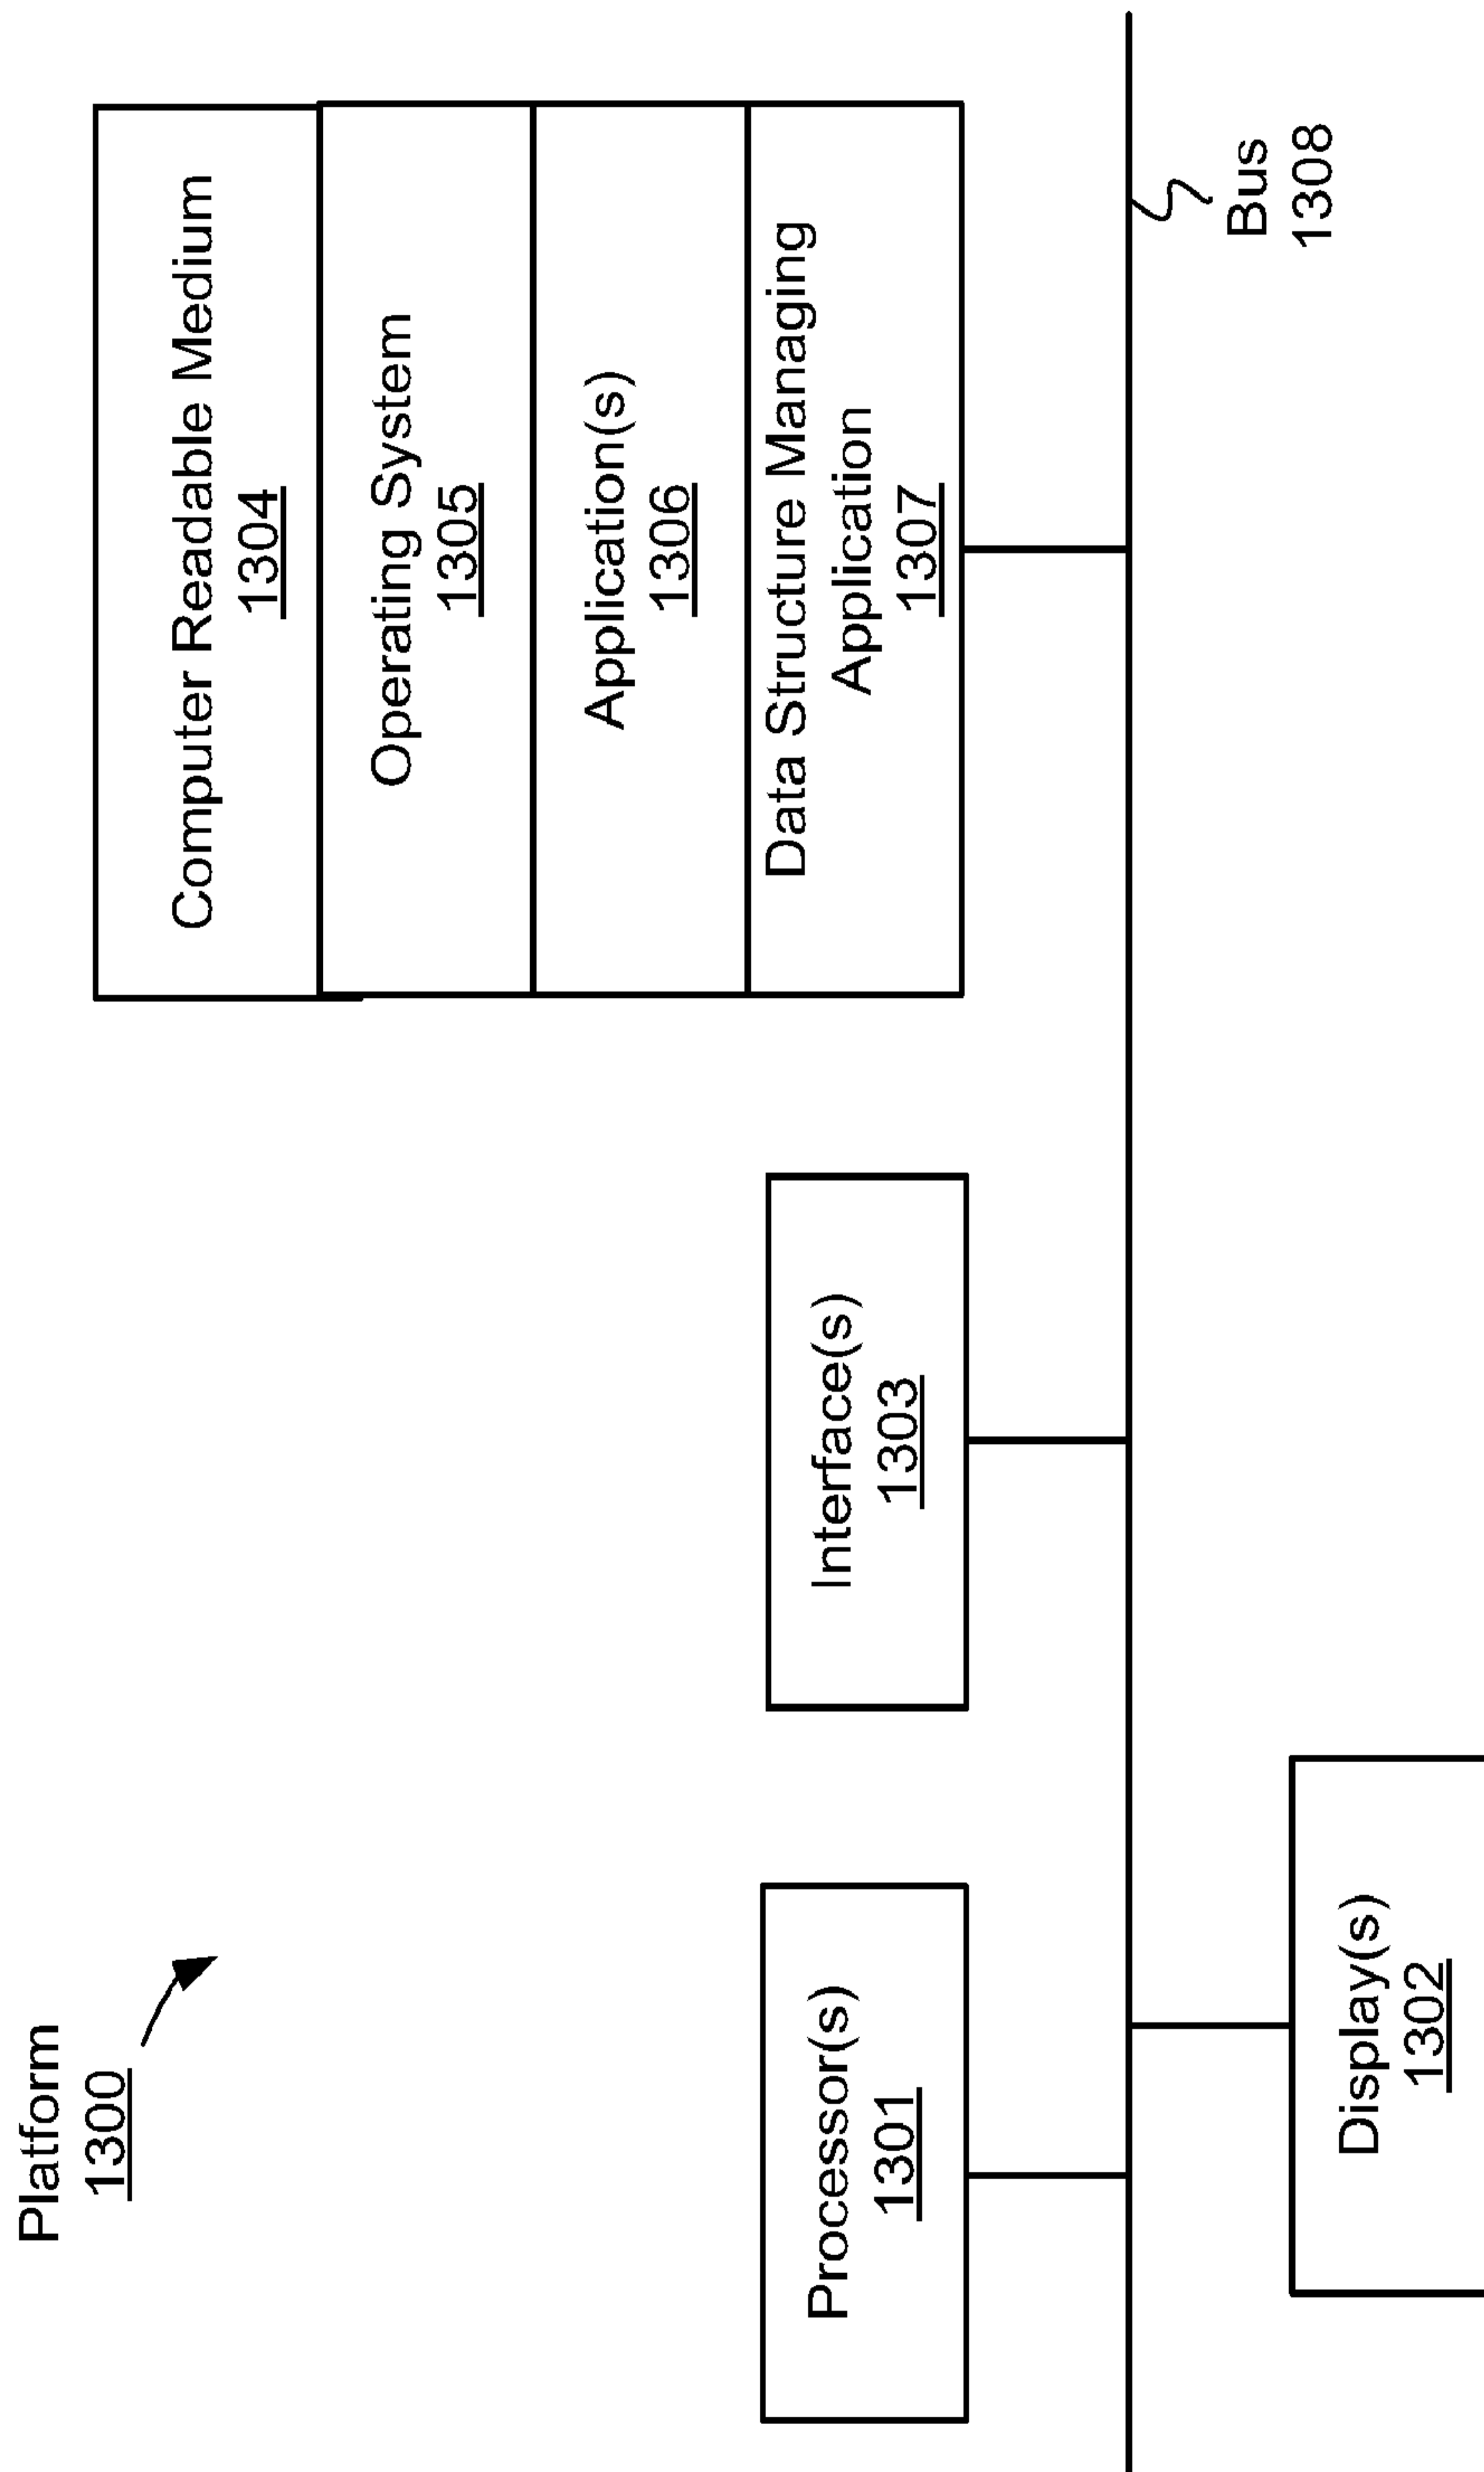 Platform
1300
Computer Readable Medium
1304
Operating System
1305
Application(s)
1306
Data Structure Managing
Application
1307
Processor(s)
1301
Interface(s)
1303
Bus
1308
Display(s)
1302